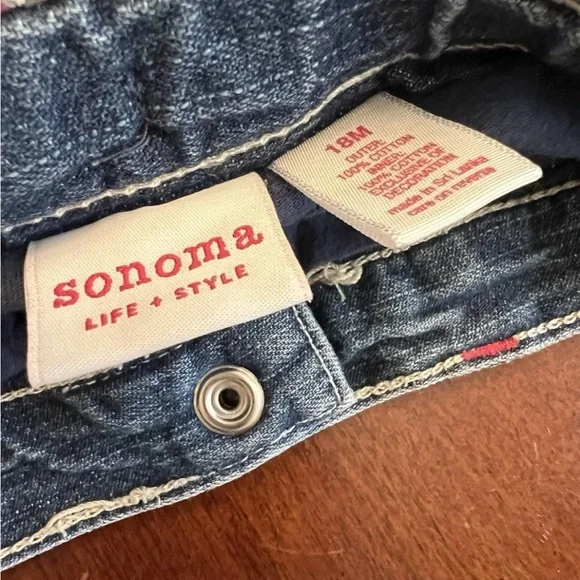 sonoma
LIFE + STYLE
18M
OUTER:
100% COTTON
INNER:
100% COTTON
EXCLUSIVE OF
DECORATION
made in Sri Lanka
care on reverse